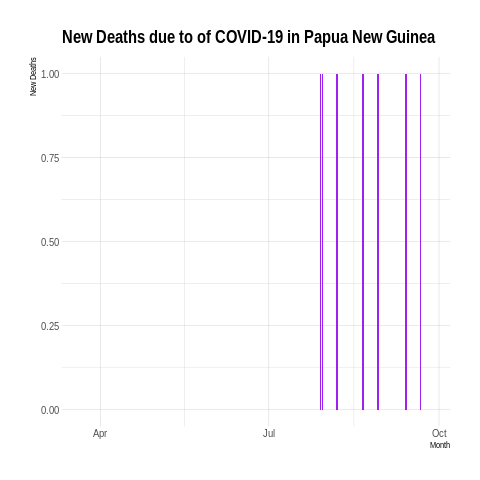 New Deaths due to of COVID-19 in Papua New Guinea
New Deaths
1.00
0.75
0.50
0.25
0.00
Apr
Jul
Oct
Month